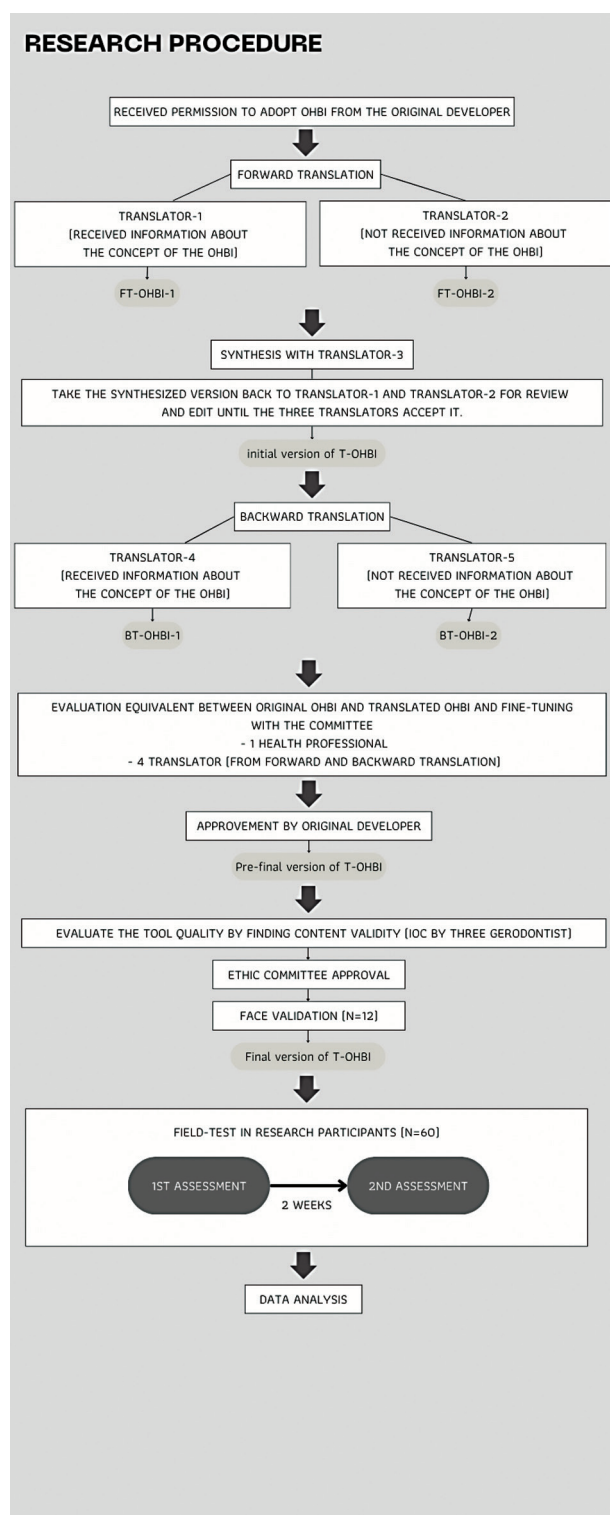 RESEARCH PROCEDURE
RECEIVED PERMISSION TO ADOPT OHBI FROM THE ORIGINAL DEVELOPER
FORWARD TRANSLATION
TRANSLATOR-1
(RECEIVED INFORMATION ABOUT
THE CONCEPT OF THE OHBI)
TRANSLATOR-2
(NOT RECEIVED INFORMATION ABOUT
THE CONCEPT OF THE OHBI)
FT-OHBI-1
FT-OHBI-2
SYNTHESIS WITH TRANSLATOR-3
TAKE THE SYNTHESIZED VERSION BACK TO TRANSLATOR-1 AND TRANSLATOR-2 FOR REVIEW
AND EDIT UNTIL THE THREE TRANSLATORS ACCEPT IT.
initial version of T-OHBI
BACKWARD TRANSLATION
TRANSLATOR-4
(RECEIVED INFORMATION ABOUT
THE CONCEPT OF THE OHBI)
TRANSLATOR-5
(NOT RECEIVED INFORMATION ABOUT
THE CONCEPT OF THE OHBI)
BT-OHBI-1
BT-OHBI-2
EVALUATION EQUIVALENT BETWEEN ORIGINAL OHBI AND TRANSLATED OHBI AND FINE-TUNING
WITH THE COMMITTEE
- 1 HEALTH PROFESSIONAL
- 4 TRANSLATOR (FROM FORWARD AND BACKWARD TRANSLATION)
APPROVEMENT BY ORIGINAL DEVELOPER
Pre-final version of T-OHBI
EVALUATE THE TOOL QUALITY BY FINDING CONTENT VALIDITY (IOC BY THREE GERODONTIST)
ETHIC COMMITTEE APPROVAL
FACE VALIDATION (N=12)
Final version of T-OHBI
FIELD-TEST IN RESEARCH PARTICIPANTS (N=60)
1ST ASSESSMENT
2 WEEKS
2ND ASSESSMENT
DATA ANALYSIS